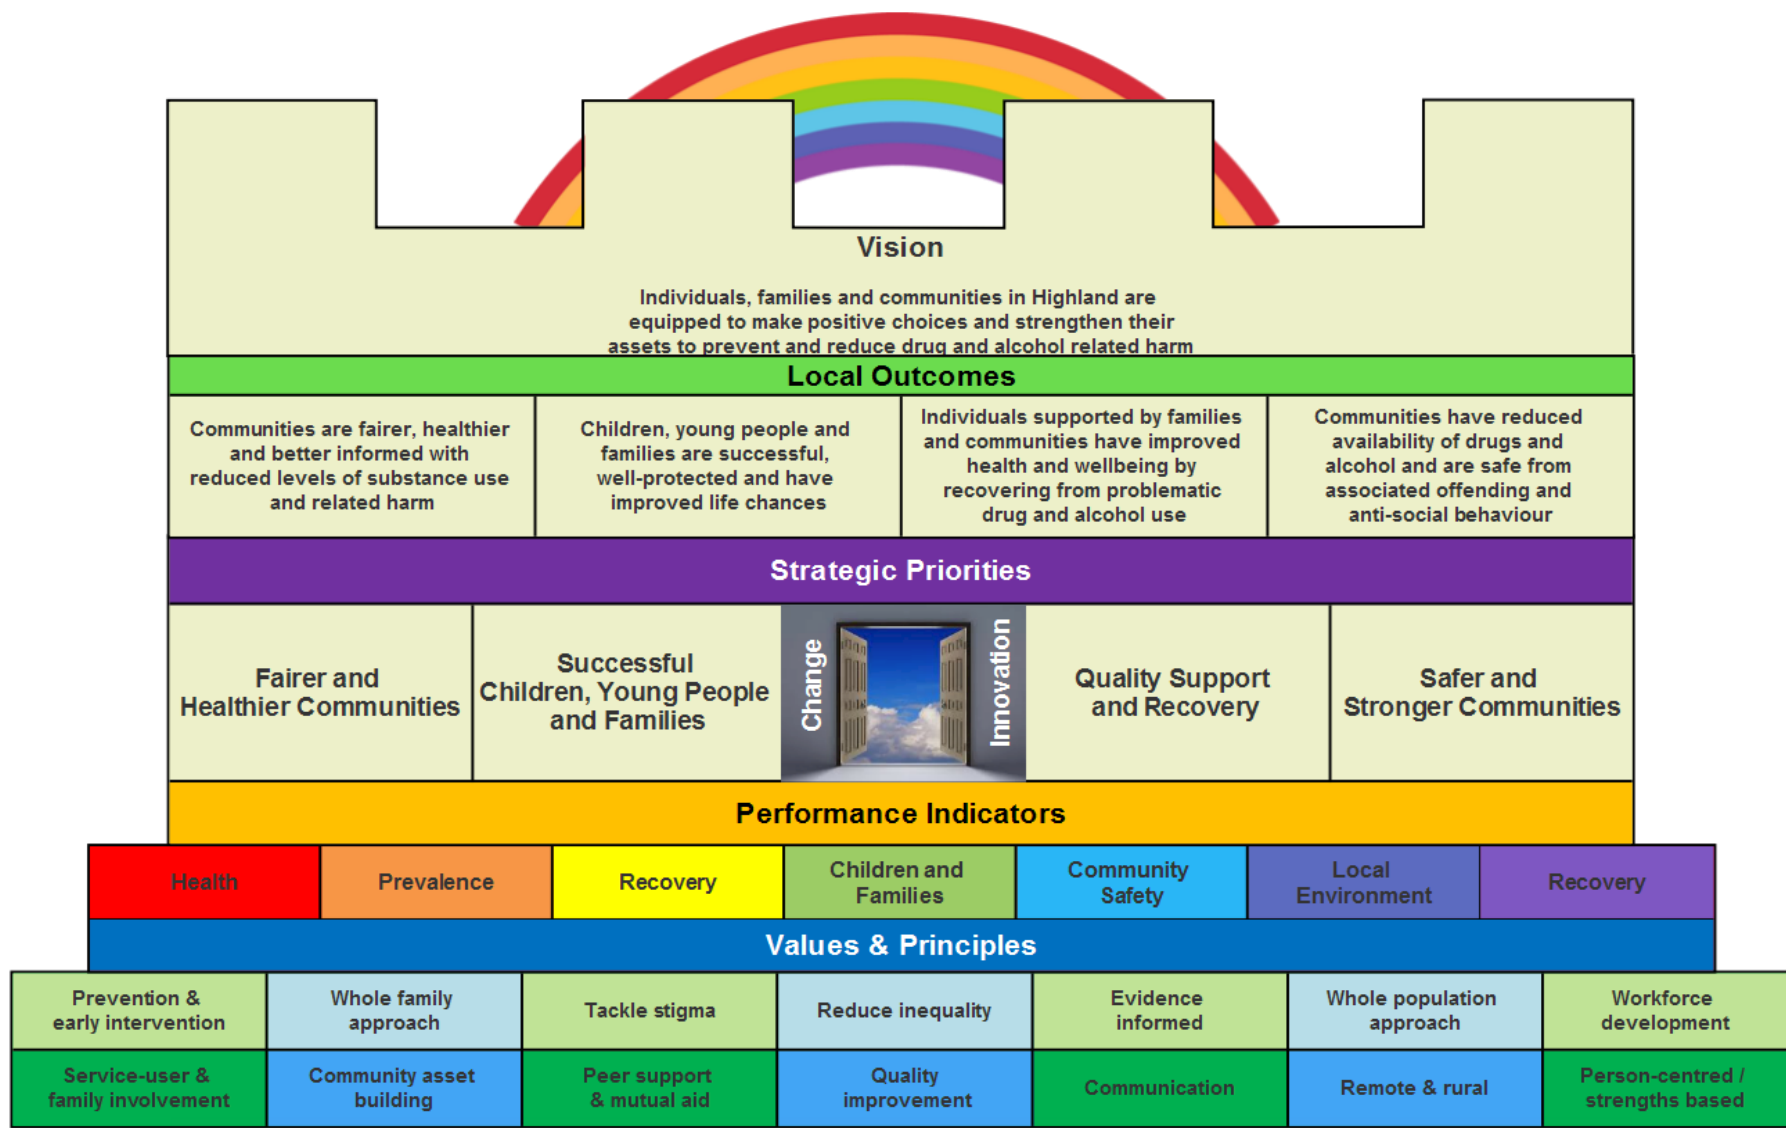 Vision
Individuals, families and communities in Highland are
equipped to make positive choices and strengthen their
assets to prevent and reduce drug and alcohol related harm
Local Outcomes
Communities are fairer, healthier
and better informed with
reduced levels of substance use
and related harm
Children, young people and
families are successful,
well-protected and have
improved life chances
Individuals supported by families
and communities have improved
health and wellbeing by
recovering from problematic
drug and alcohol use
Communities have reduced
availability of drugs and
alcohol and are safe from
associated offending and
anti-social behaviour
Strategic Priorities
Fairer and
Healthier Communities
Successful
Children, Young People
and Families
Change
Innovation
Quality Support
and Recovery
Safer and
Stronger Communities
Performance Indicators
Health
Prevalence
Recovery
Children and
Families
Community
Safety
Local
Environment
Recovery
Values & Principles
Prevention &
early intervention
Whole family
approach
Tackle stigma
Reduce inequality
Evidence
informed
Whole population
approach
Workforce
development
Service-user &
family involvement
Community asset
building
Peer support
& mutual aid
Quality
improvement
Communication
Remote & rural
Person-centred /
strengths based